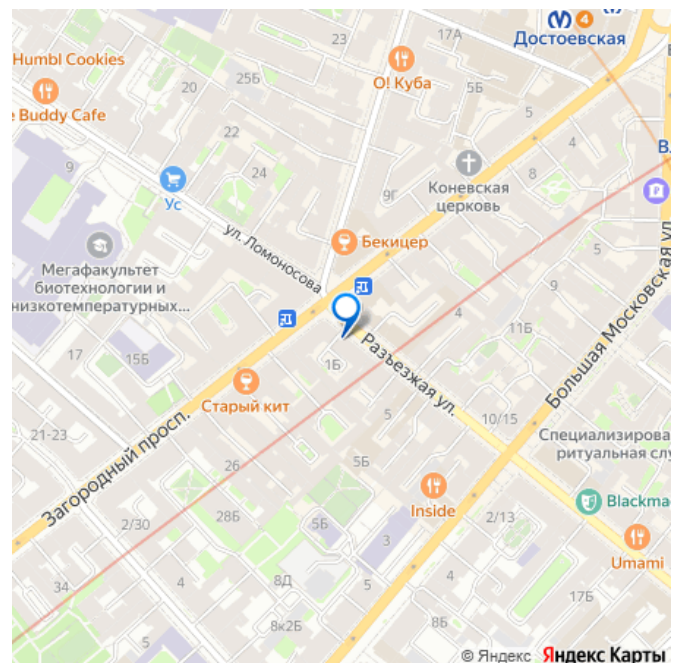 Достоевская
4
17А
23
Humbl Cookies
20
25Б
О! Куба
5Б
e Buddy Cafe
22
4
9
24
8
Коневская
церковь
9Г
Ус
5
ул. Ломоносова
Бекицер
Мегафакультет
биотехнологии и
низкотемпературных...
9
4
11Б
Большая Московская ул
17
15Б
1Б
Разъезжая ул.
Старый кит
5
10/15
21-23
Загородный просп.
5Б
Специализирова
ритуальная слу
26
Inside
2/13
Blackma
28Б
2/30
5Б
3
Umami
34
4
8Д
5
4
17Б
8к2Б
8Б
5
© Яндекс Яндекс Карты